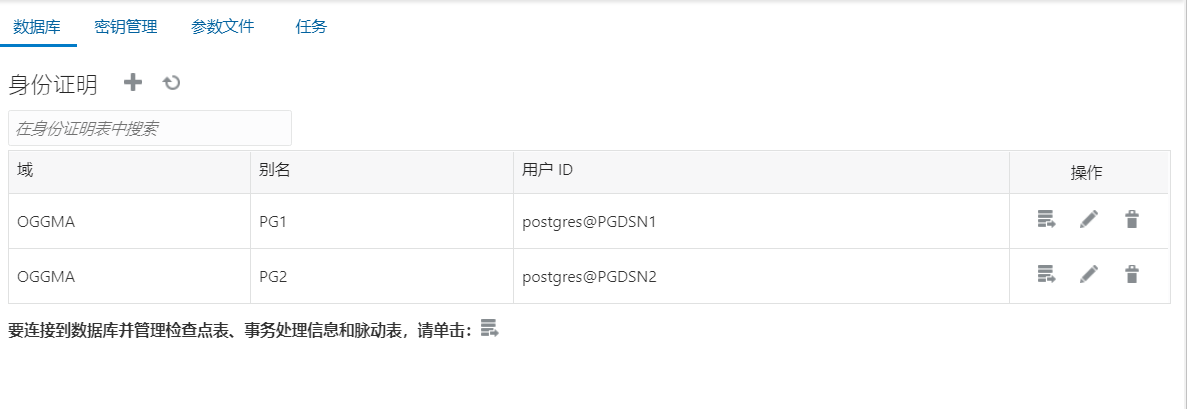 数据库 密钥管理 参数文件 任务
身份证明
在身份证明表中搜索
域 别名 用户 ID 操作
OGGMA PG1 postgres@PGDSN1
OGGMA PG2 postgres@PGDSN2
要连接到数据库并管理检查点表、事务处理信息和脉动表，请单击：